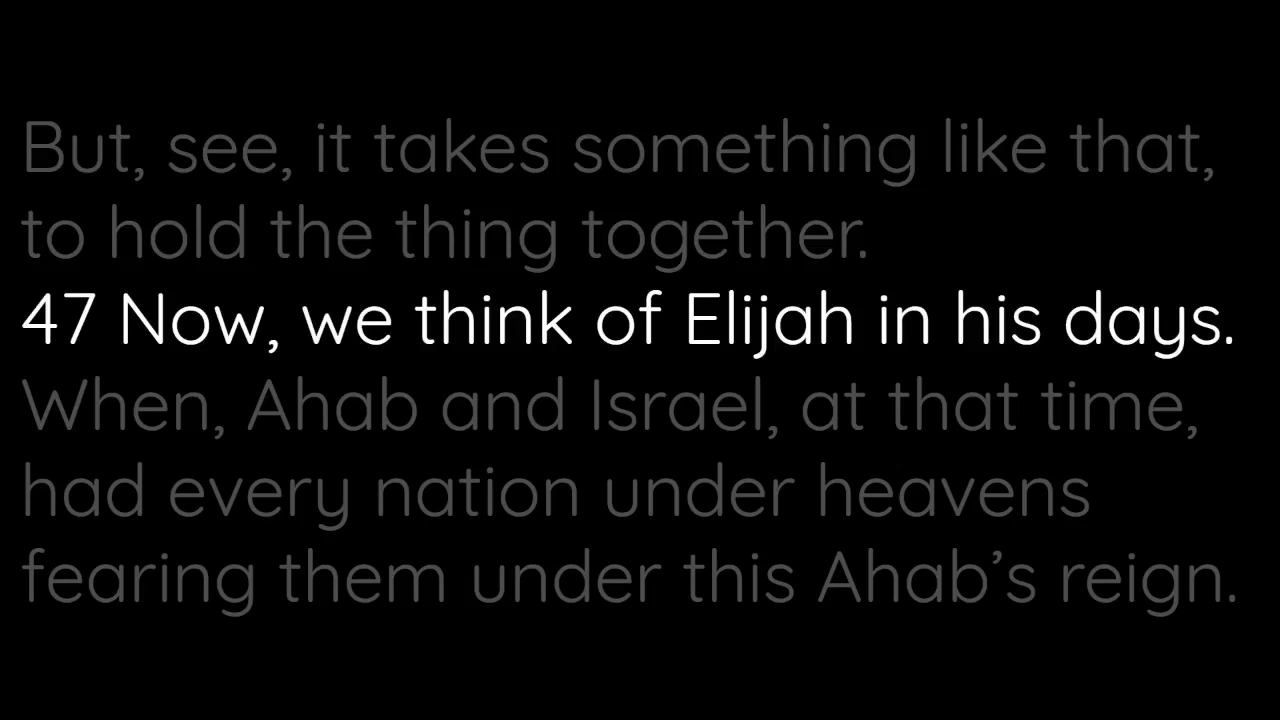 But, see, it takes something like that,
to hold the thing together.
47 Now, we think of Elijah in his days.
When, Ahab and Israel, at that time,
had every nation under heavens
fearing them under this Ahab’s reign.